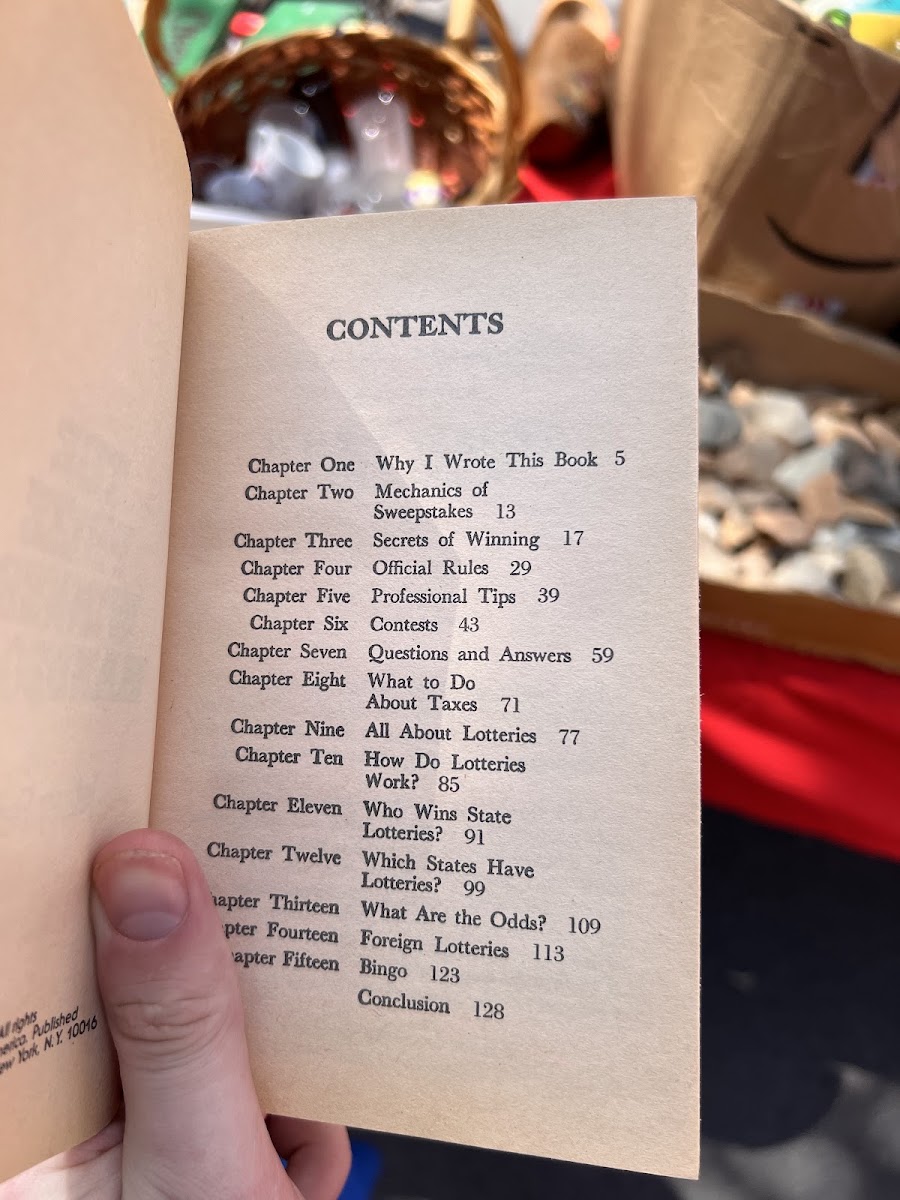 CONTENTS
Chapter One Why I Wrote This Book 5
Chapter Two Mechanics of
Sweepstakes 13
Chapter Three Secrets of Winning 17
Chapter Four Official Rules 29
Chapter Five Professional Tips 39
Chapter Six Contests 43
Chapter Seven Questions and Answers 59
Chapter Eight What to Do
About Taxes 71
Chapter Nine All About Lotteries 77
Chapter Ten How Do Lotteries
Work? 85
Chapter Eleven Who Wins State
Lotteries? 91
Chapter Twelve Which States Have
Lotteries? 99
hapter Thirteen What Are the Odds? 109
pter Fourteen Foreign Lotteries 113
apter Fifteen Bingo 123
Conclusion 128
All rights
erica. Published
ew York, N.Y. 10016